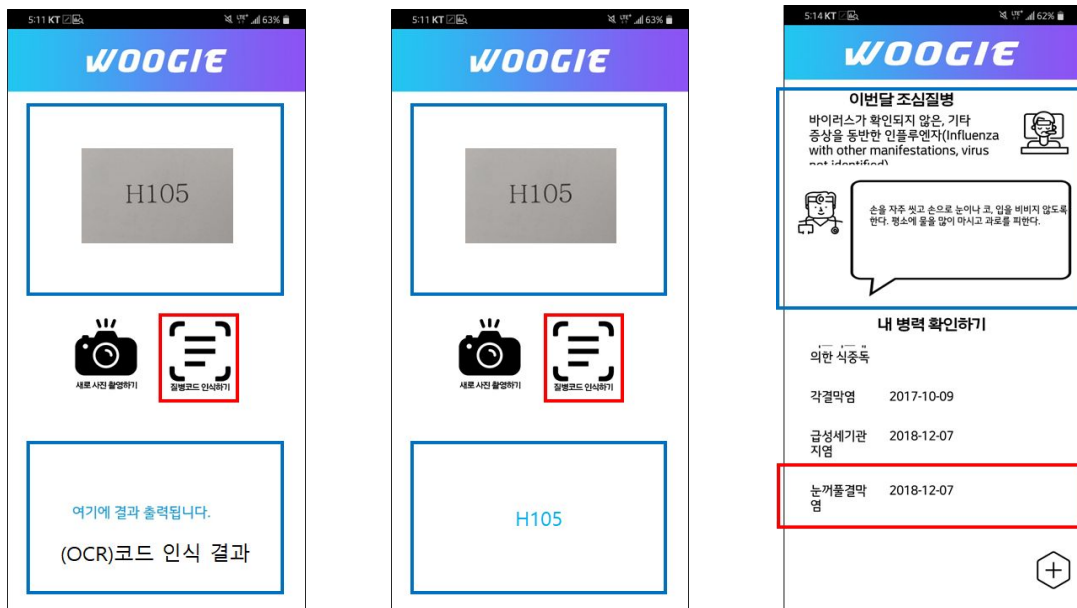 5:11 KT
LTE+ 63%
WOOGIE
H105
새로 사진 촬영하기
질병코드 인식하기
여기에 결과 출력됩니다.
(OCR)코드 인식 결과
5:11 KT
LTE+ 63%
WOOGIE
H105
새로 사진 촬영하기
질병코드 인식하기
H105
5:14 KT
LTE+ 62%
WOOGIE
이번달 조심질병
바이러스가 확인되지 않은, 기타
증상을 동반한 인플루엔자(Influenza
with other manifestations, virus
not identified)
손을 자주 씻고 손으로 눈이나 코, 입을 비비지 않도록
한다. 평소에 물을 많이 마시고 과로를 피한다.
내 병력 확인하기
의한 식중독
각결막염 2017-10-09
급성세기관 2018-12-07
지염
눈꺼풀결막 2018-12-07
염